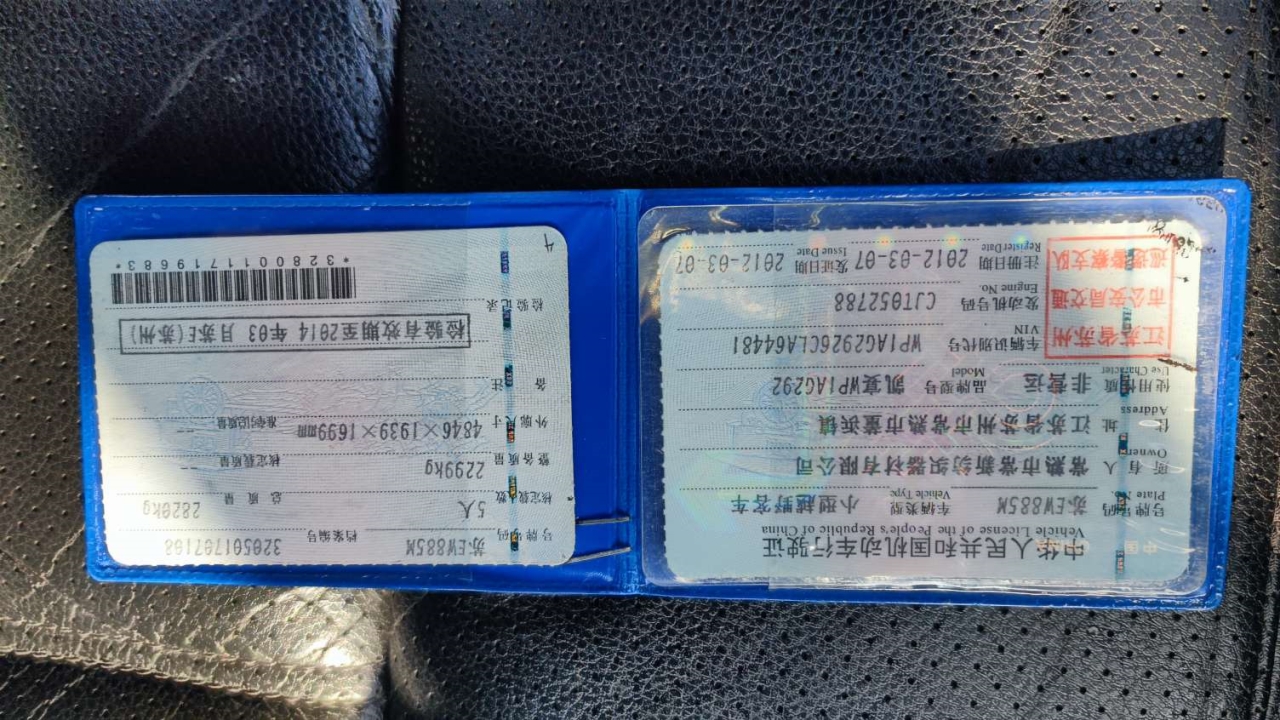 中华人民共和国机动车行驶证
Vehicle License of the People's Republic of China
号牌号码 苏EW885M 车辆类型 小型越野客车
Plate No. Vehicle Type
所有人 常熟市常新纺织器材有限公司
Owner
住址 江苏省苏州市常熟市董浜镇
Address
使用性质 非营运 品牌型号 凯宴WP1AG292
Use Character Model
江苏省苏州
市公安局交通
巡逻警察支队
车辆识别代号 WP1AG2926CLA64481
VIN
发动机号码 CJT052788
Engine No.
注册日期 2012-03-07 发证日期 2012-03-07
Register Date Issue Date
号牌号码 苏EW885M 档案编号 320501707108
核定载人数 5人 总质量 2820kg
整备质量 2299kg 核定载质量 --
外廓尺寸 4846×1939×1699mm 准牵引总质量 --
备注
检验有效期至2014年03月苏E(苏州)
检验记录
*3280011719683*